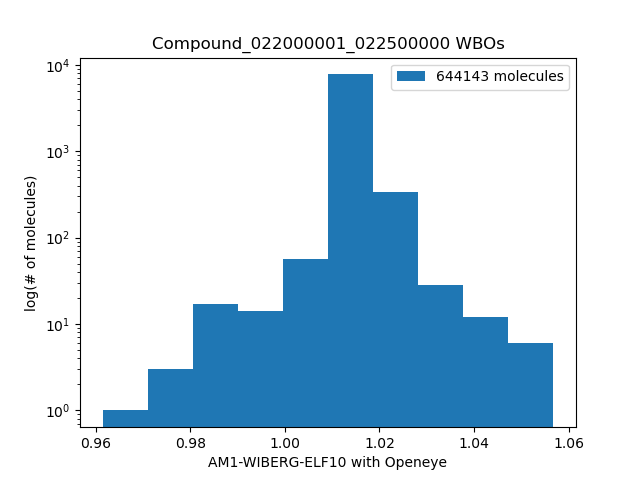 Compound_022000001_022500000 WBOs
644143 molecules
log(# of molecules)
10⁴
10³
10²
10¹
10⁰
0.96 0.98 1.00 1.02 1.04 1.06
AM1-WIBERG-ELF10 with Openeye